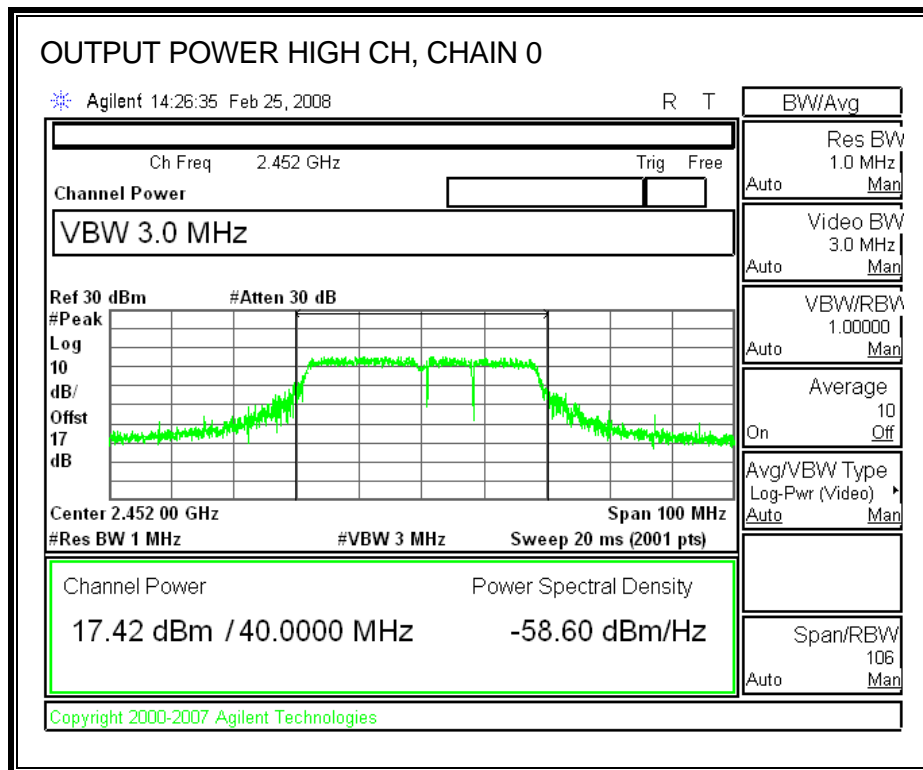 OUTPUT POWER HIGH CH, CHAIN 0
Agilent 14:26:35 Feb 25, 2008 R T
BW/Avg
Ch Freq 2.452 GHz Trig Free
Channel Power
VBW 3.0 MHz
Res BW
1.0 MHz
Auto Man
Video BW
3.0 MHz
Auto Man
VBW/RBW
1.00000
Auto Man
Average
10
On Off
Avg/VBW Type
Log-Pwr (Video)
Auto Man
Span/RBW
106
Auto Man
Ref 30 dBm #Atten 30 dB
#Peak
Log
10
dB/
Offst
17
dB
Center 2.452 00 GHz Span 100 MHz
#Res BW 1 MHz #VBW 3 MHz Sweep 20 ms (2001 pts)
Channel Power Power Spectral Density
17.42 dBm / 40.0000 MHz -58.60 dBm/Hz
Copyright 2000-2007 Agilent Technologies